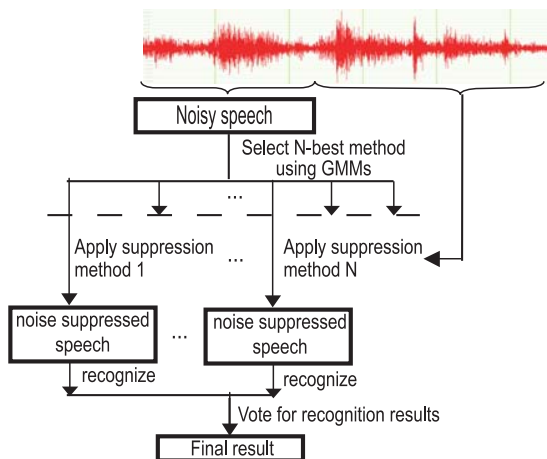 Noisy speech
Select N-best method
using GMMs
...
Apply suppression
method 1
...
Apply suppression
method N
noise suppressed
speech
...
noise suppressed
speech
recognize
recognize
Vote for recognition results
Final result